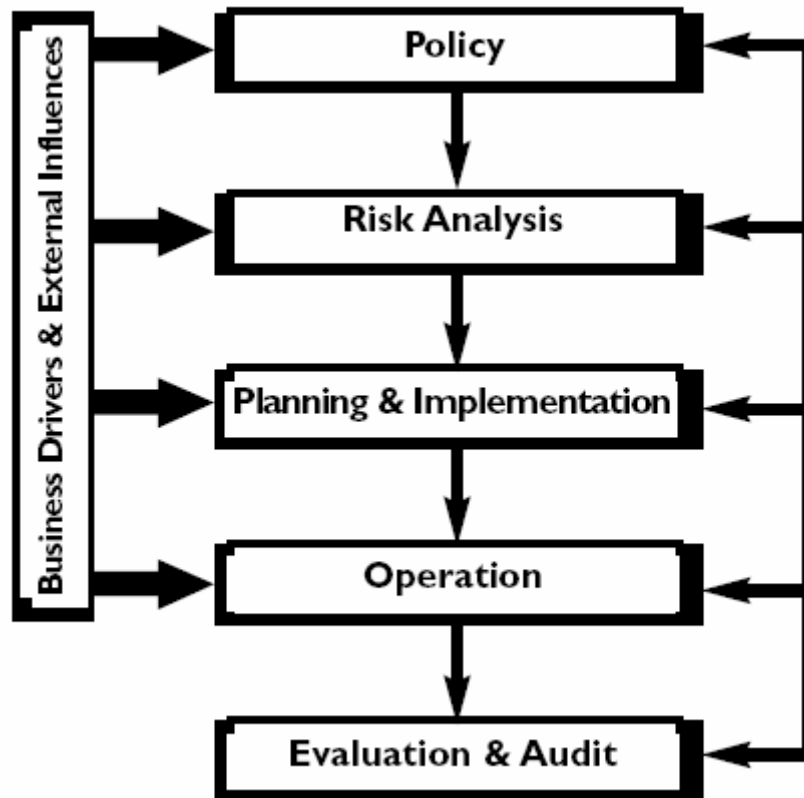 Business Drivers & External Influences
Policy
Risk Analysis
Planning & Implementation
Operation
Evaluation & Audit